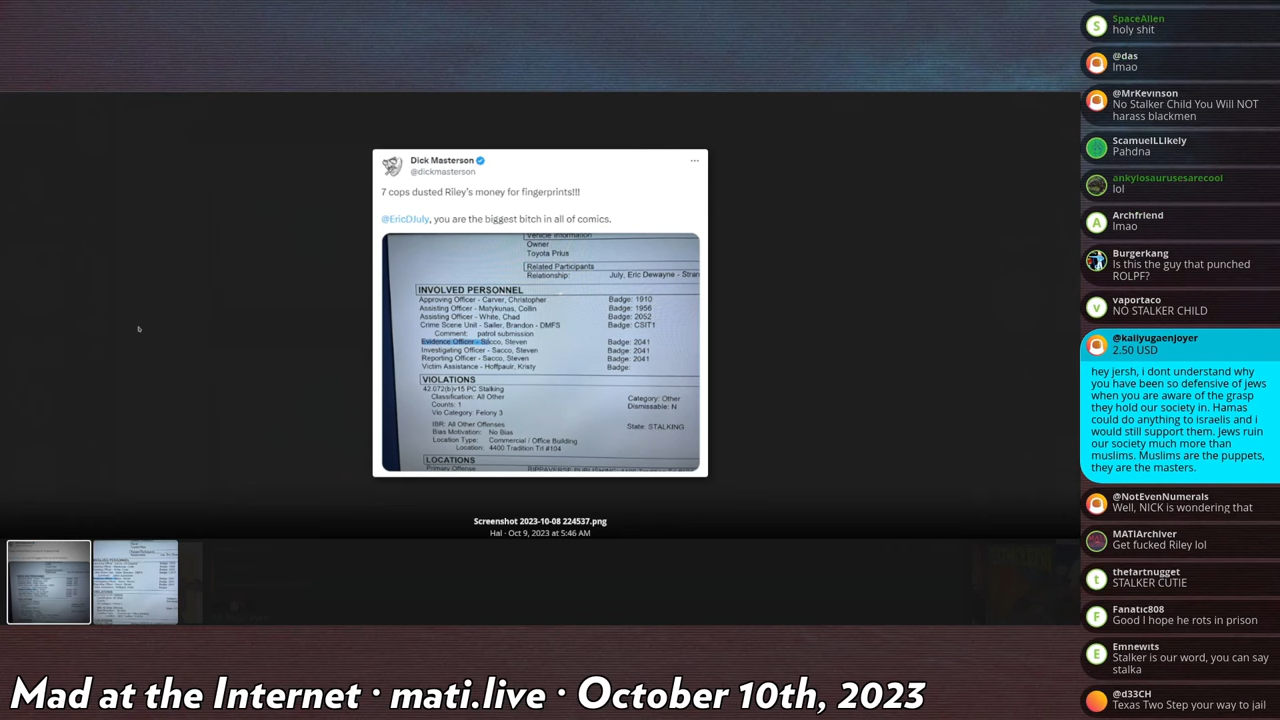 Dick Masterson
@dickmasterson
7 cops dusted Riley's money for fingerprints!!!
@EricDJuly, you are the biggest bitch in all of comics.
Vehicle Information
Owner
Toyota Prius
Related Participants
Relationship: July, Eric Dewayne - Stran
INVOLVED PERSONNEL
Approving Officer - Carver, Christopher Badge: 1910
Assisting Officer - Matykunas, Collin Badge: 1956
Assisting Officer - White, Chad Badge: 2052
Crime Scene Unit - Sailer, Brandon - DMFS Badge: CSIT1
Comment: patrol submission
Evidence Officer - Sacco, Steven Badge: 2041
Investigating Officer - Sacco, Steven Badge: 2041
Reporting Officer - Sacco, Steven Badge: 2041
Victim Assistance - Hoffpauir, Kristy Badge:
VIOLATIONS
42.072(b)v15 PC Stalking
Classification: All Other Category: Other
Counts: 1 Dismissable: N
Vio Category: Felony 3
IBR: All Other Offenses State: STALKING
Bias Motivation: No Bias
Location Type: Commercial / Office Building
Location: 4400 Tradition Trl #104
LOCATIONS
Primary Offense
Screenshot 2023-10-08 224537.png
Hal · Oct 9, 2023 at 5:46 AM
SpaceAlien
holy shit
@das
lmao
@MrKevinson
No Stalker Child You Will NOT
harass blackmen
ScamuelLLIkely
Pahdna
ankylosaurusesarecool
lol
Archfriend
lmao
Burgerkang
Is this the guy that punched
ROLPF?
vaportaco
NO STALKER CHILD
@kaliyugaenjoyer
2.50 USD
hey jersh, i dont understand why
you have been so defensive of jews
when you are aware of the grasp
they hold our society in. Hamas
could do anything to israelis and i
would still support them. Jews ruin
our society much more than
muslims. Muslims are the puppets,
they are the masters.
@NotEvenNumerals
Well, NICK is wondering that
MATIArchiver
Get fucked Riley lol
thetartnugget
STALKER CUTIE
Fanatic808
Good I hope he rots in prison
Emnewits
Stalker is our word, you can say
stalka
@d33CH
Texas Two Step your way to jail
Mad at the Internet · mati.live · October 10th, 2023